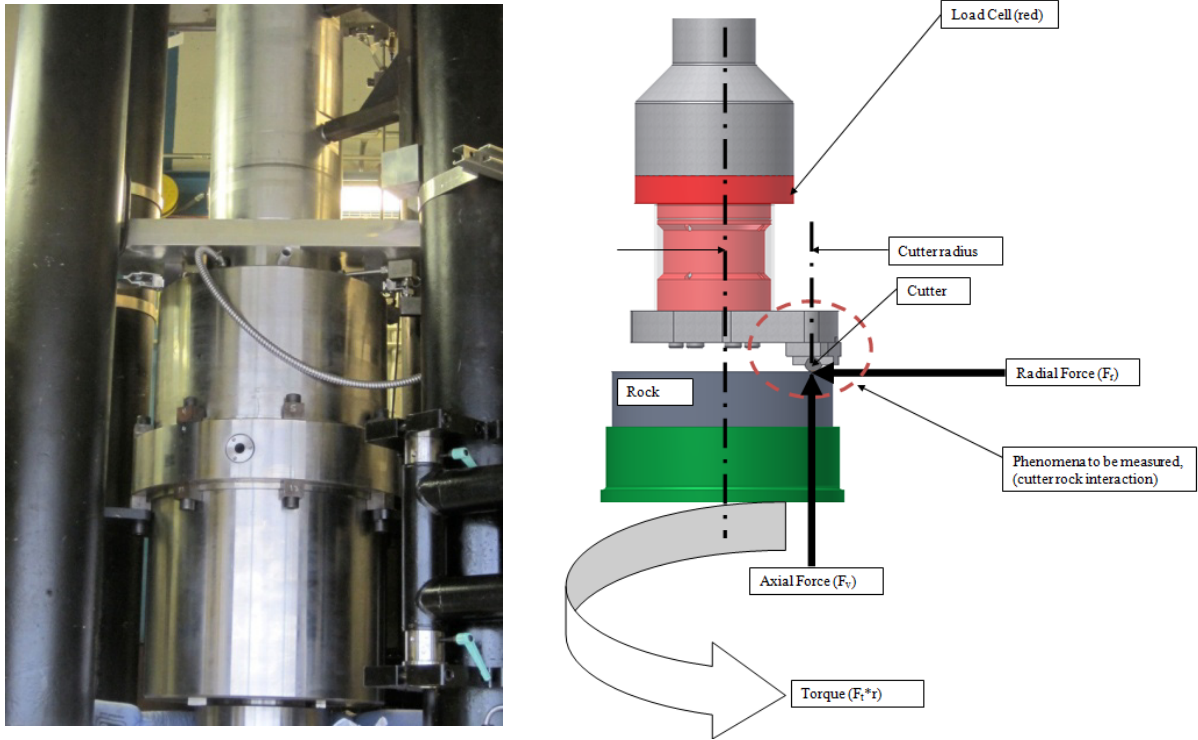 Load Cell (red)
Cutter radius
Cutter
Radial Force (Fᵣ)
Rock
Phenomena to be measured,
(cutter rock interaction)
Axial Force (Fᵥ)
Torque (Fₜ*r)